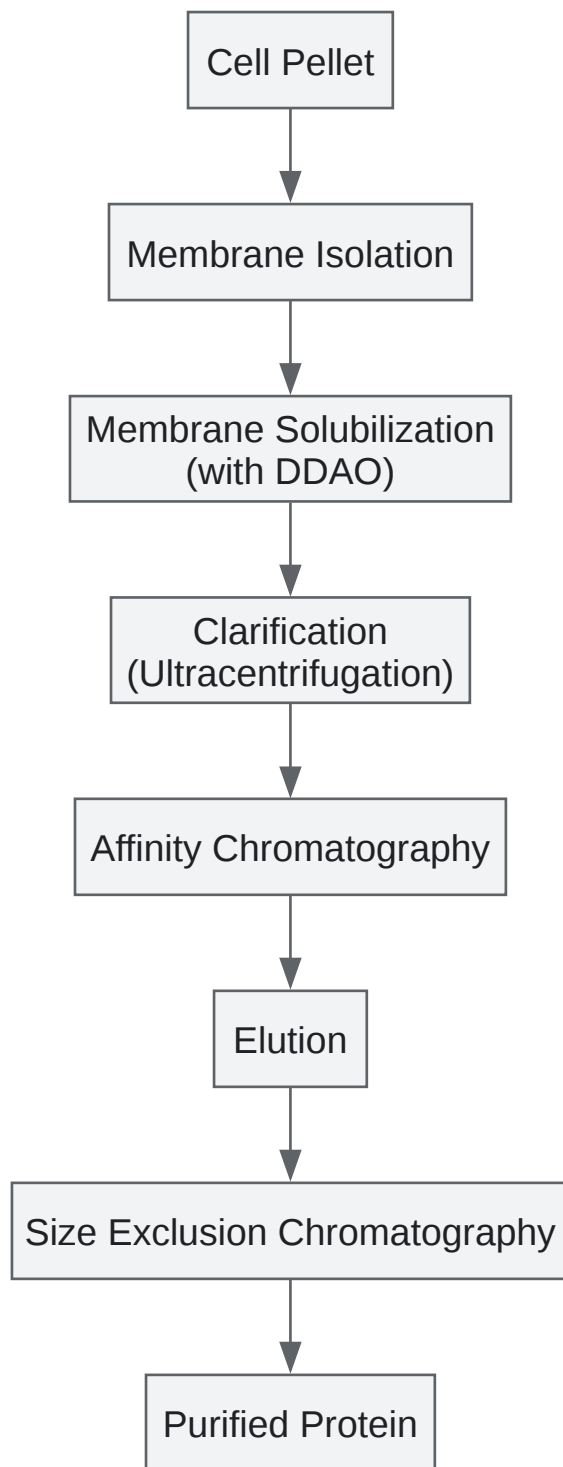 Cell Pellet
Membrane Isolation
Membrane Solubilization
(with DDAO)
Clarification
(Ultracentrifugation)
Affinity Chromatography
Elution
Size Exclusion Chromatography
Purified Protein